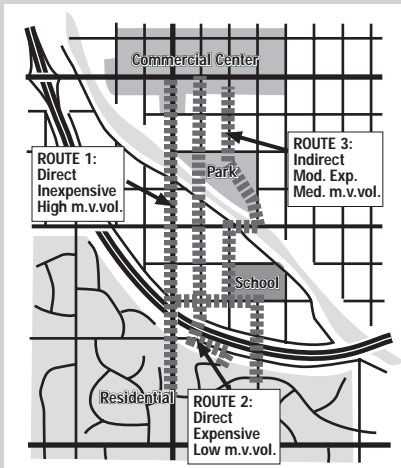 Commercial Center
ROUTE 1:
Direct
Inexpensive
High m.v.vol.
ROUTE 3:
Indirect
Mod. Exp.
Med. m.v.vol.
Park
School
Residential
ROUTE 2:
Direct
Expensive
Low m.v.vol.